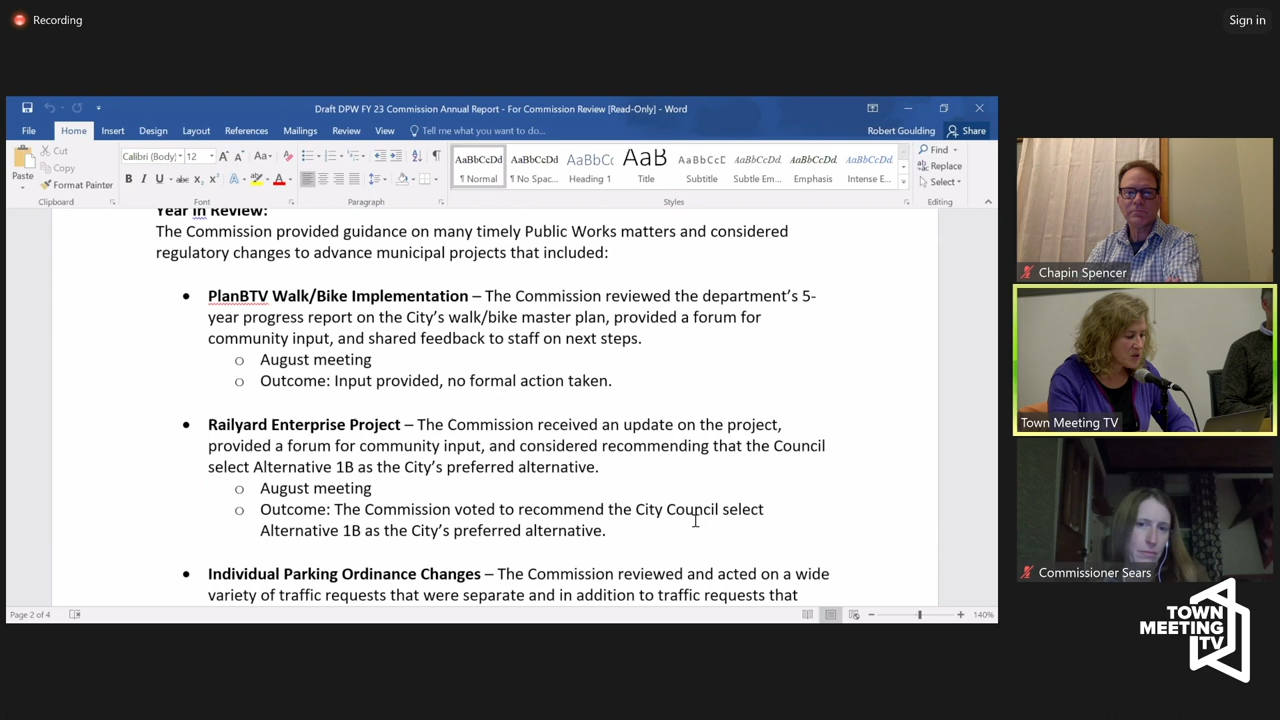 Recording
Sign in
Draft DPW FY 23 Commission Annual Report - For Commission Review [Read-Only] - Word
File Home Insert Design Layout References Mailings Review View Tell me what you want to do... Robert Goulding Share
Paste Cut Copy Format Painter
Calibri (Body) 12
AaBbCcDd AaBbCcDd AaBbCc AaB AaBbCcD AaBbCcDd AaBbCcDd AaBbCcDd
¶ Normal ¶ No Spac... Heading 1 Title Subtitle Subtle Em... Emphasis Intense E...
Find Replace Select
Clipboard Font Paragraph Styles Editing
Year in Review:
The Commission provided guidance on many timely Public Works matters and considered
regulatory changes to advance municipal projects that included:
• PlanBTV Walk/Bike Implementation – The Commission reviewed the department's 5-
year progress report on the City's walk/bike master plan, provided a forum for
community input, and shared feedback to staff on next steps.
o August meeting
o Outcome: Input provided, no formal action taken.
• Railyard Enterprise Project – The Commission received an update on the project,
provided a forum for community input, and considered recommending that the Council
select Alternative 1B as the City's preferred alternative.
o August meeting
o Outcome: The Commission voted to recommend the City Council select
Alternative 1B as the City's preferred alternative.
• Individual Parking Ordinance Changes – The Commission reviewed and acted on a wide
variety of traffic requests that were separate and in addition to traffic requests that
Page 2 of 4
140%
Chapin Spencer
Town Meeting TV
Commissioner Sears
TOWN
MEETING
TV